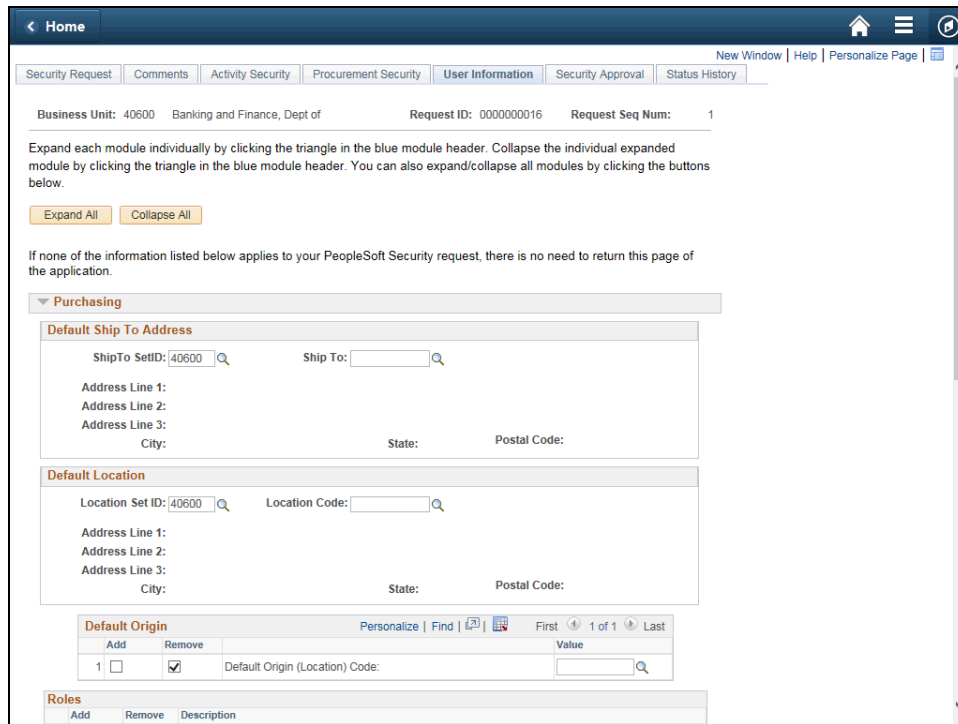 Home
New Window | Help | Personalize Page |
Security Request Comments Activity Security Procurement Security User Information Security Approval Status History
Business Unit: 40600 Banking and Finance, Dept of Request ID: 0000000016 Request Seq Num: 1
Expand each module individually by clicking the triangle in the blue module header. Collapse the individual expanded
module by clicking the triangle in the blue module header. You can also expand/collapse all modules by clicking the buttons
below.
Expand All Collapse All
If none of the information listed below applies to your PeopleSoft Security request, there is no need to return this page of
the application.
Purchasing
Default Ship To Address
ShipTo SetID: 40600 Ship To:
Address Line 1:
Address Line 2:
Address Line 3:
City: State: Postal Code:
Default Location
Location Set ID: 40600 Location Code:
Address Line 1:
Address Line 2:
Address Line 3:
City: State: Postal Code:
Default Origin Personalize | Find | | First 1 of 1 Last
Add Remove Value
1 Default Origin (Location) Code:
Roles
Add Remove Description